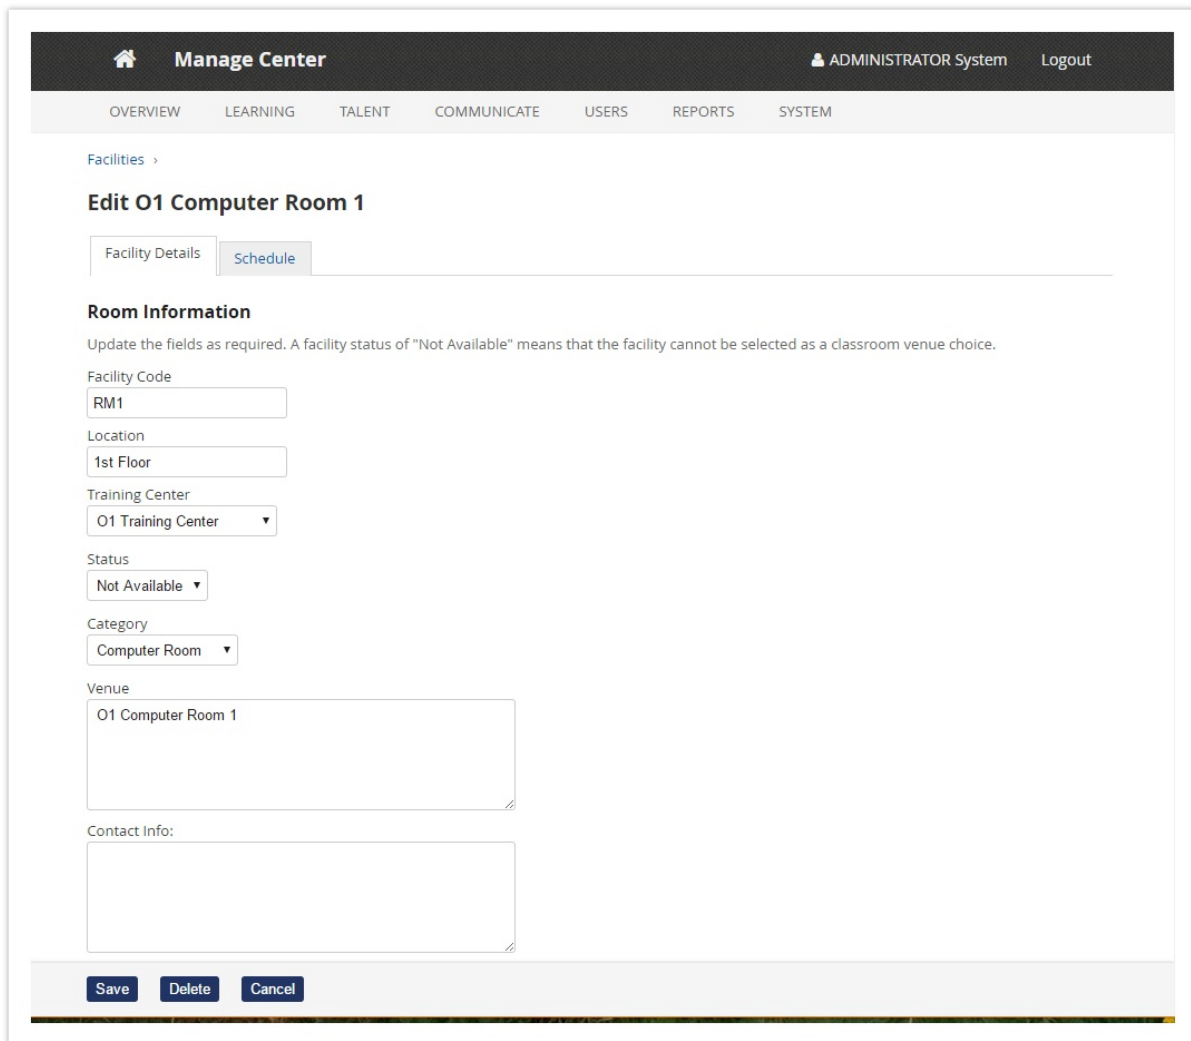 Manage Center ADMINISTRATOR System Logout
OVERVIEW LEARNING TALENT COMMUNICATE USERS REPORTS SYSTEM
Facilities ›
Edit O1 Computer Room 1
Facility Details Schedule
Room Information
Update the fields as required. A facility status of "Not Available" means that the facility cannot be selected as a classroom venue choice.
Facility Code
RM1
Location
1st Floor
Training Center
O1 Training Center
Status
Not Available
Category
Computer Room
Venue
O1 Computer Room 1
Contact Info:
Save Delete Cancel